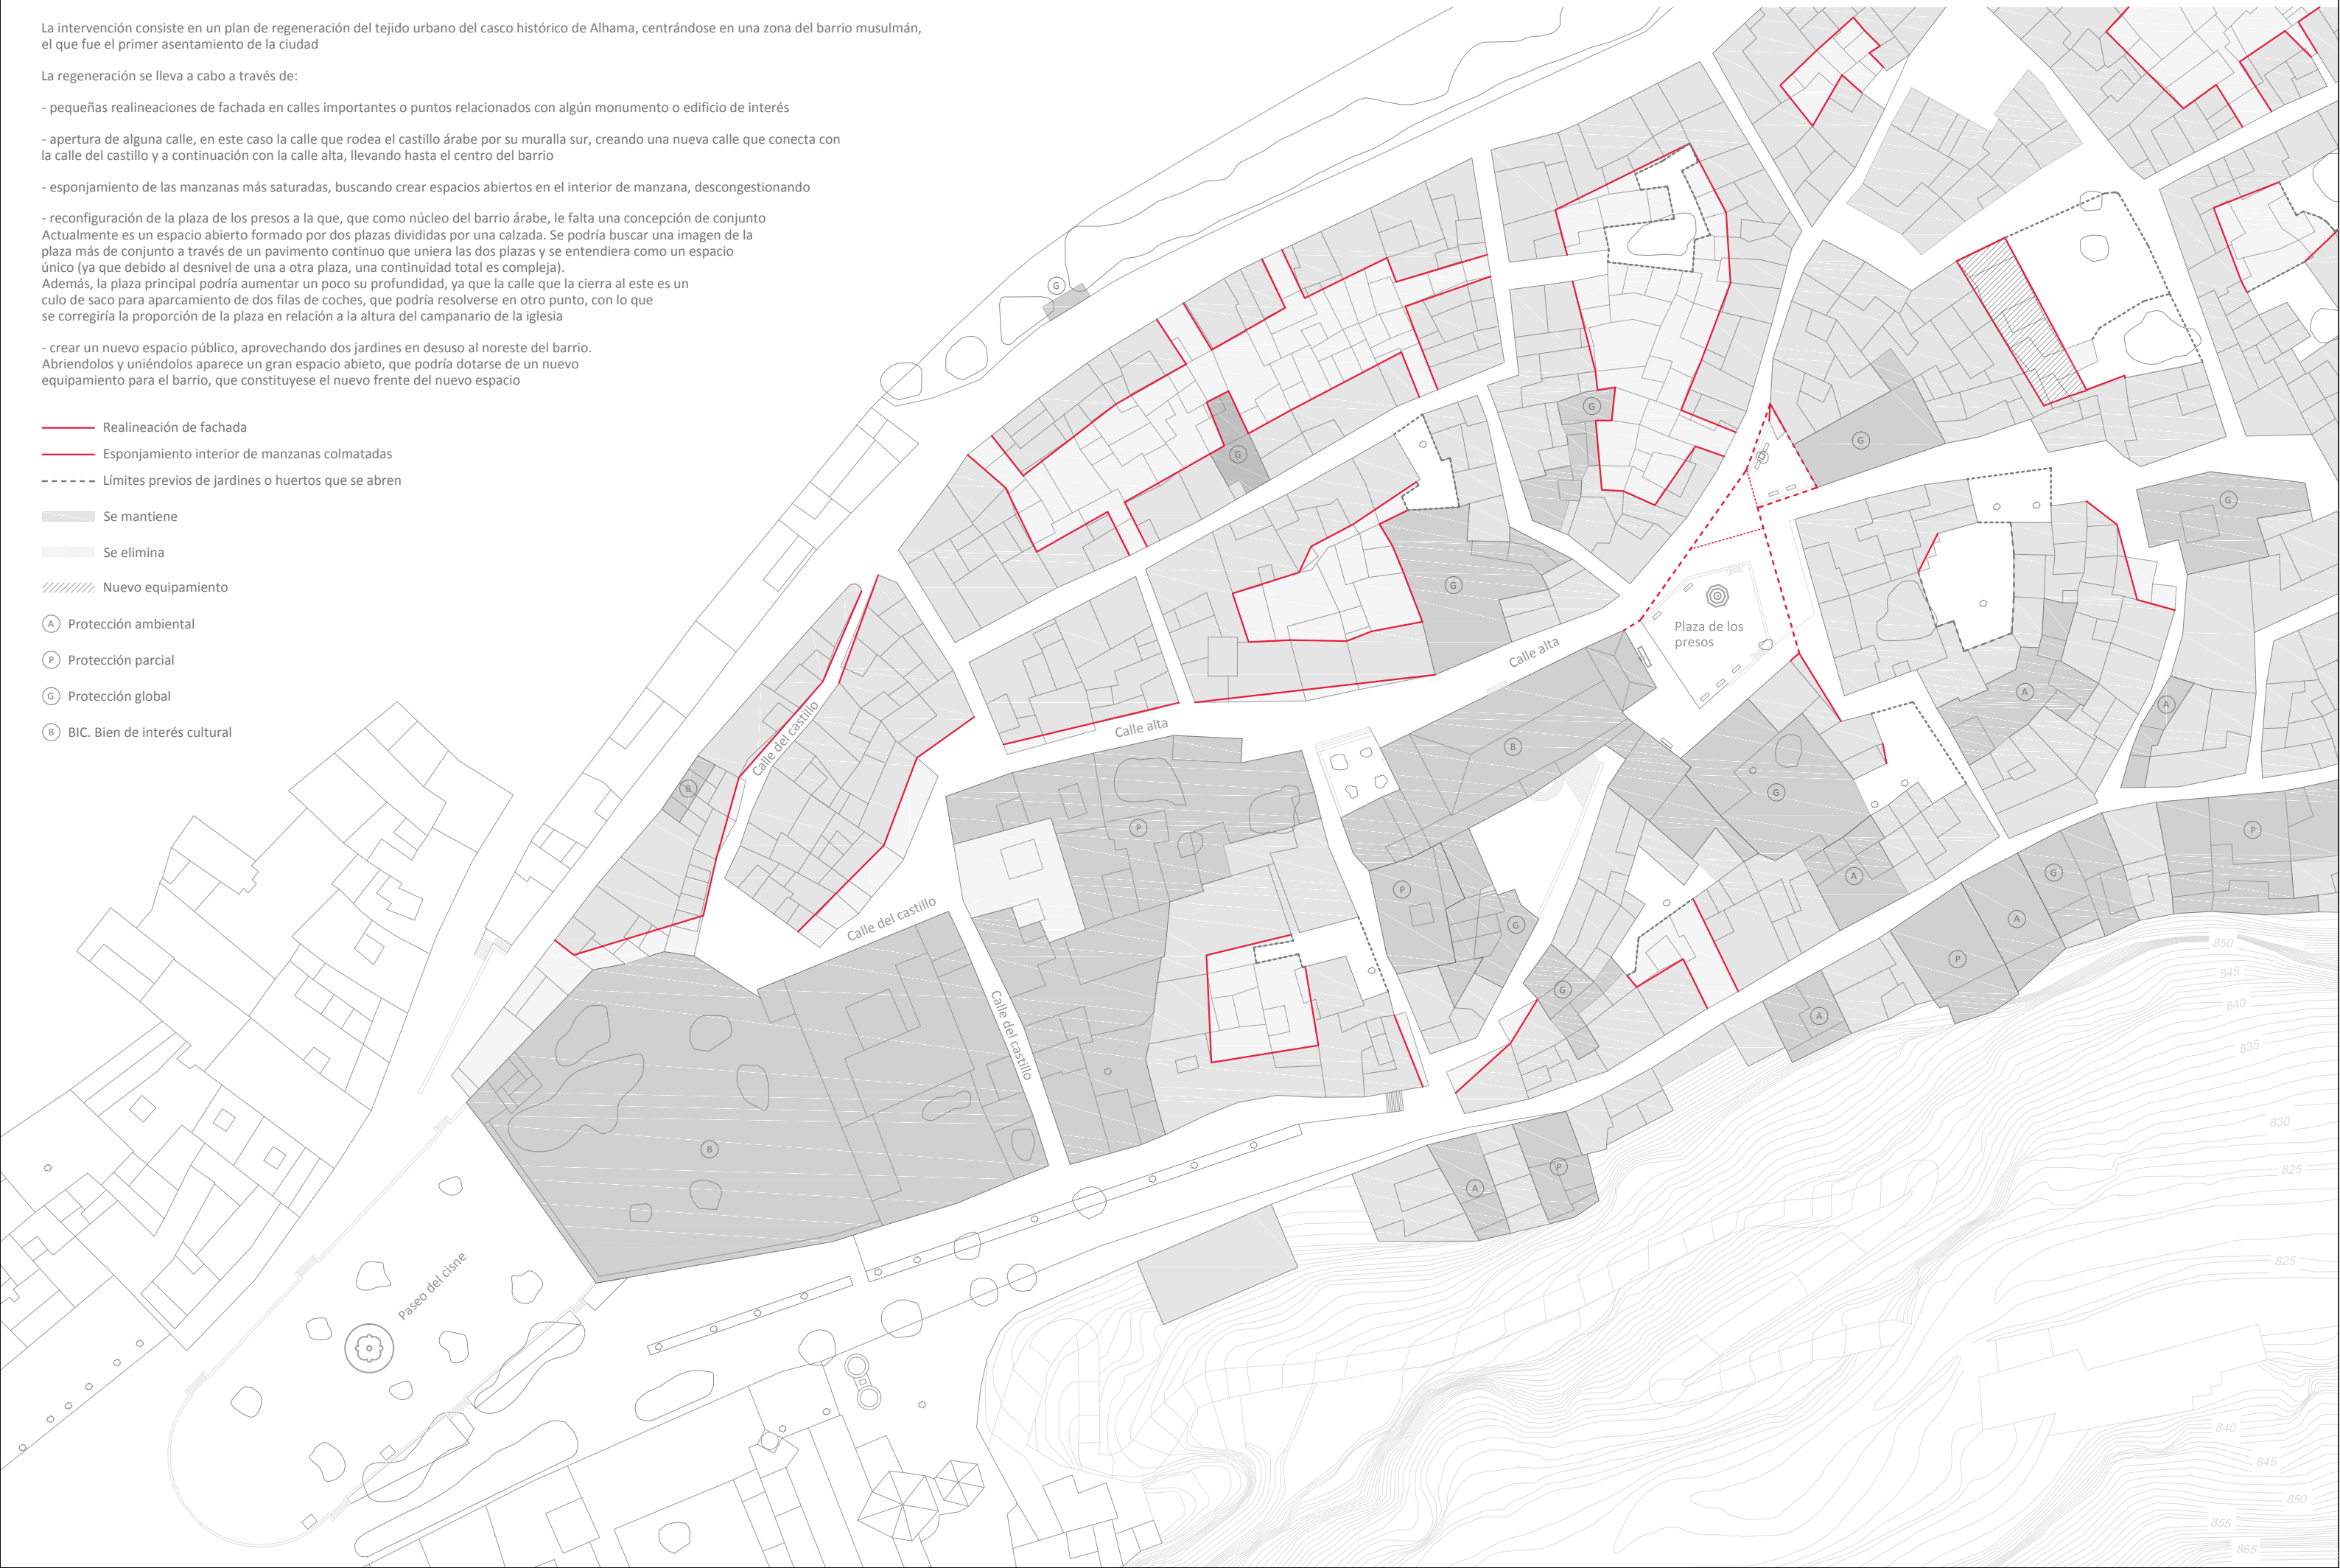 La intervención consiste en un plan de regeneración del tejido urbano del casco histórico de Alhama, centrándose en una zona del barrio musulmán,
el que fue el primer asentamiento de la ciudad
La regeneración se lleva a cabo a través de:
- pequeñas realineaciones de fachada en calles importantes o puntos relacionados con algún monumento o edificio de interés
- apertura de alguna calle, en este caso la calle que rodea el castillo árabe por su muralla sur, creando una nueva calle que conecta con
la calle del castillo y a continuación con la calle alta, llevando hasta el centro del barrio
- esponjamiento de las manzanas más saturadas, buscando crear espacios abiertos en el interior de manzana, descongestionando
- reconfiguración de la plaza de los presos a la que, que como núcleo del barrio árabe, le falta una concepción de conjunto
Actualmente es un espacio abierto formado por dos plazas divididas por una calzada. Se podría buscar una imagen de la
plaza más de conjunto a través de un pavimento continuo que uniera las dos plazas y se entendiera como un espacio
único (ya que debido al desnivel de una a otra plaza, una continuidad total es compleja).
Además, la plaza principal podría aumentar un poco su profundidad, ya que la calle que la cierra al este es un
culo de saco para aparcamiento de dos filas de coches, que podría resolverse en otro punto, con lo que
se corregiría la proporción de la plaza en relación a la altura del campanario de la iglesia
- crear un nuevo espacio público, aprovechando dos jardines en desuso al noreste del barrio.
Abriendolos y uniéndolos aparece un gran espacio abieto, que podría dotarse de un nuevo
equipamiento para el barrio, que constituyese el nuevo frente del nuevo espacio
Realineación de fachada
Esponjamiento interior de manzanas colmatadas
Límites previos de jardines o huertos que se abren
Se mantiene
Se elimina
Nuevo equipamiento
A Protección ambiental
P Protección parcial
G Protección global
B BIC. Bien de interés cultural
G
G
G
G
G
G
Plaza de los
presos
Calle alta
Calle alta
A
A
B
G
Calle del castillo
B
P
P
G
A
G
P
A
P
Calle del castillo
Calle del castillo
G
A
B
A
P
Paseo del cisne
850
845
840
835
830
825
825
840
845
850
855
865